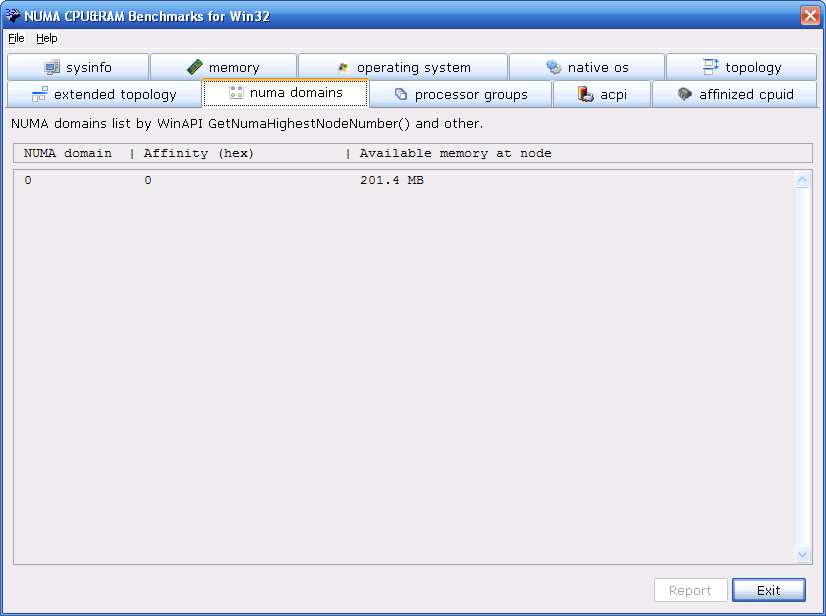 NUMA CPU&RAM Benchmarks for Win32
File Help
sysinfo memory operating system native os topology
extended topology numa domains processor groups acpi affinized cpuid
NUMA domains list by WinAPI GetNumaHighestNodeNumber() and other.
NUMA domain | Affinity (hex) | Available memory at node
0 0 201.4 MB
Report Exit